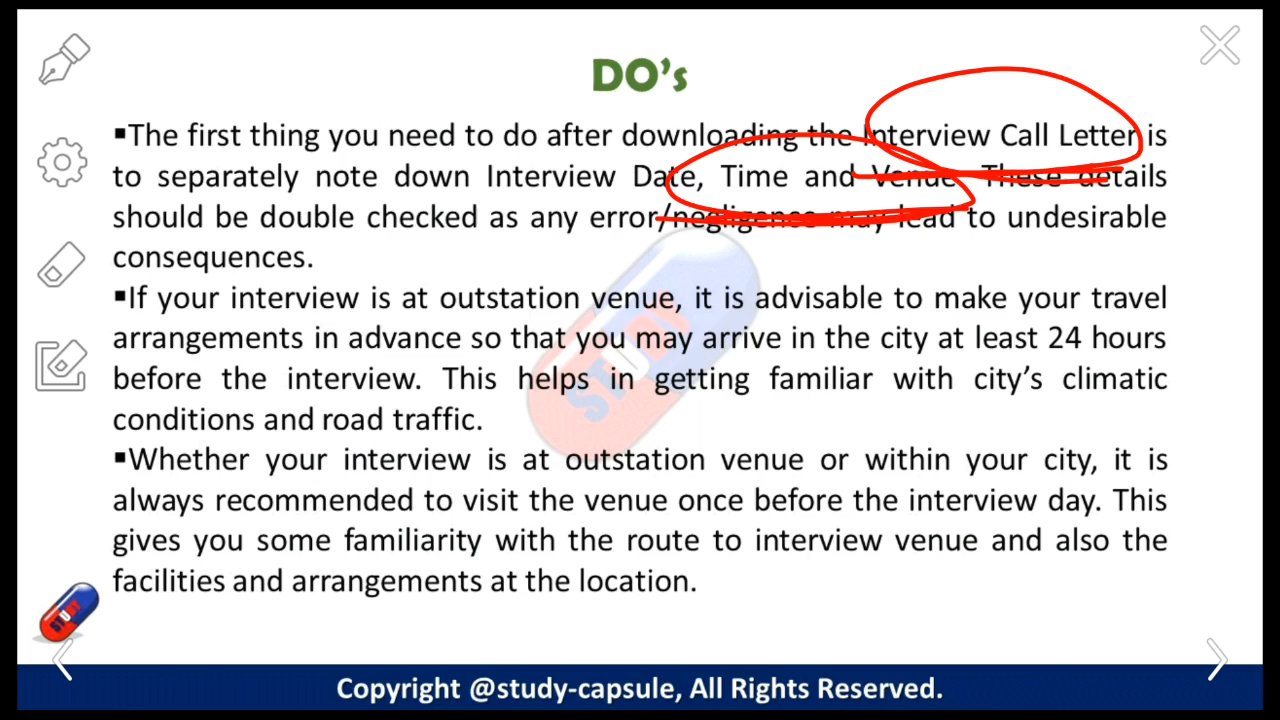 DO's
▪The first thing you need to do after downloading the Interview Call Letter is
to separately note down Interview Date, Time and Venue. These details
should be double checked as any error/negligence may lead to undesirable
consequences.
▪If your interview is at outstation venue, it is advisable to make your travel
arrangements in advance so that you may arrive in the city at least 24 hours
before the interview. This helps in getting familiar with city's climatic
conditions and road traffic.
▪Whether your interview is at outstation venue or within your city, it is
always recommended to visit the venue once before the interview day. This
gives you some familiarity with the route to interview venue and also the
facilities and arrangements at the location.
STUDY
STUDY
Copyright @study-capsule, All Rights Reserved.